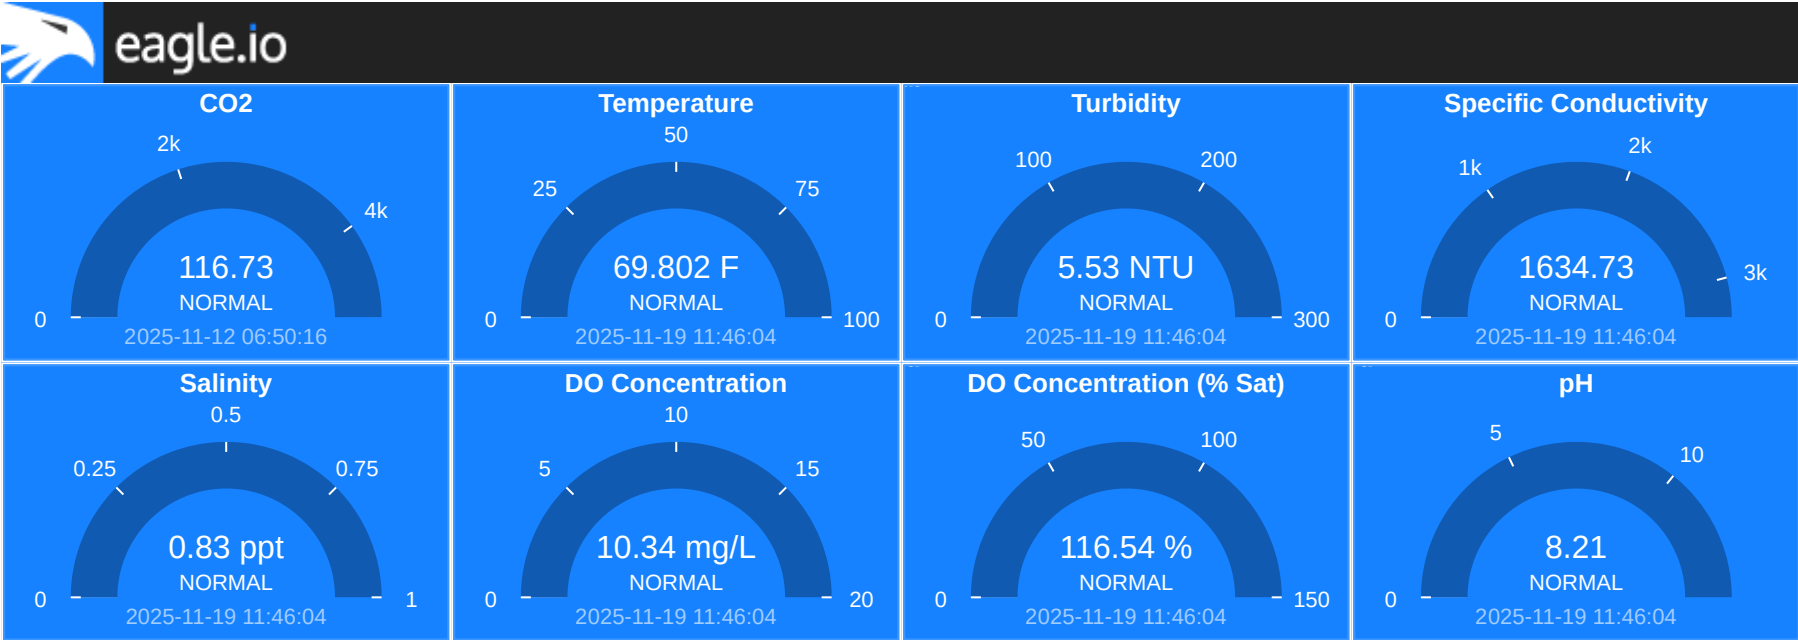 eagle.io
CO2
2k
4k
0
116.73
NORMAL
2025-11-12 06:50:16
Temperature
50
25
75
0
100
69.802 F
NORMAL
2025-11-19 11:46:04
Turbidity
100
200
0
300
5.53 NTU
NORMAL
2025-11-19 11:46:04
Specific Conductivity
1k
2k
3k
0
1634.73
NORMAL
2025-11-19 11:46:04
Salinity
0.5
0.25
0.75
0
1
0.83 ppt
NORMAL
2025-11-19 11:46:04
DO Concentration
10
5
15
0
20
10.34 mg/L
NORMAL
2025-11-19 11:46:04
DO Concentration (% Sat)
50
100
0
150
116.54 %
NORMAL
2025-11-19 11:46:04
pH
5
10
0
8.21
NORMAL
2025-11-19 11:46:04